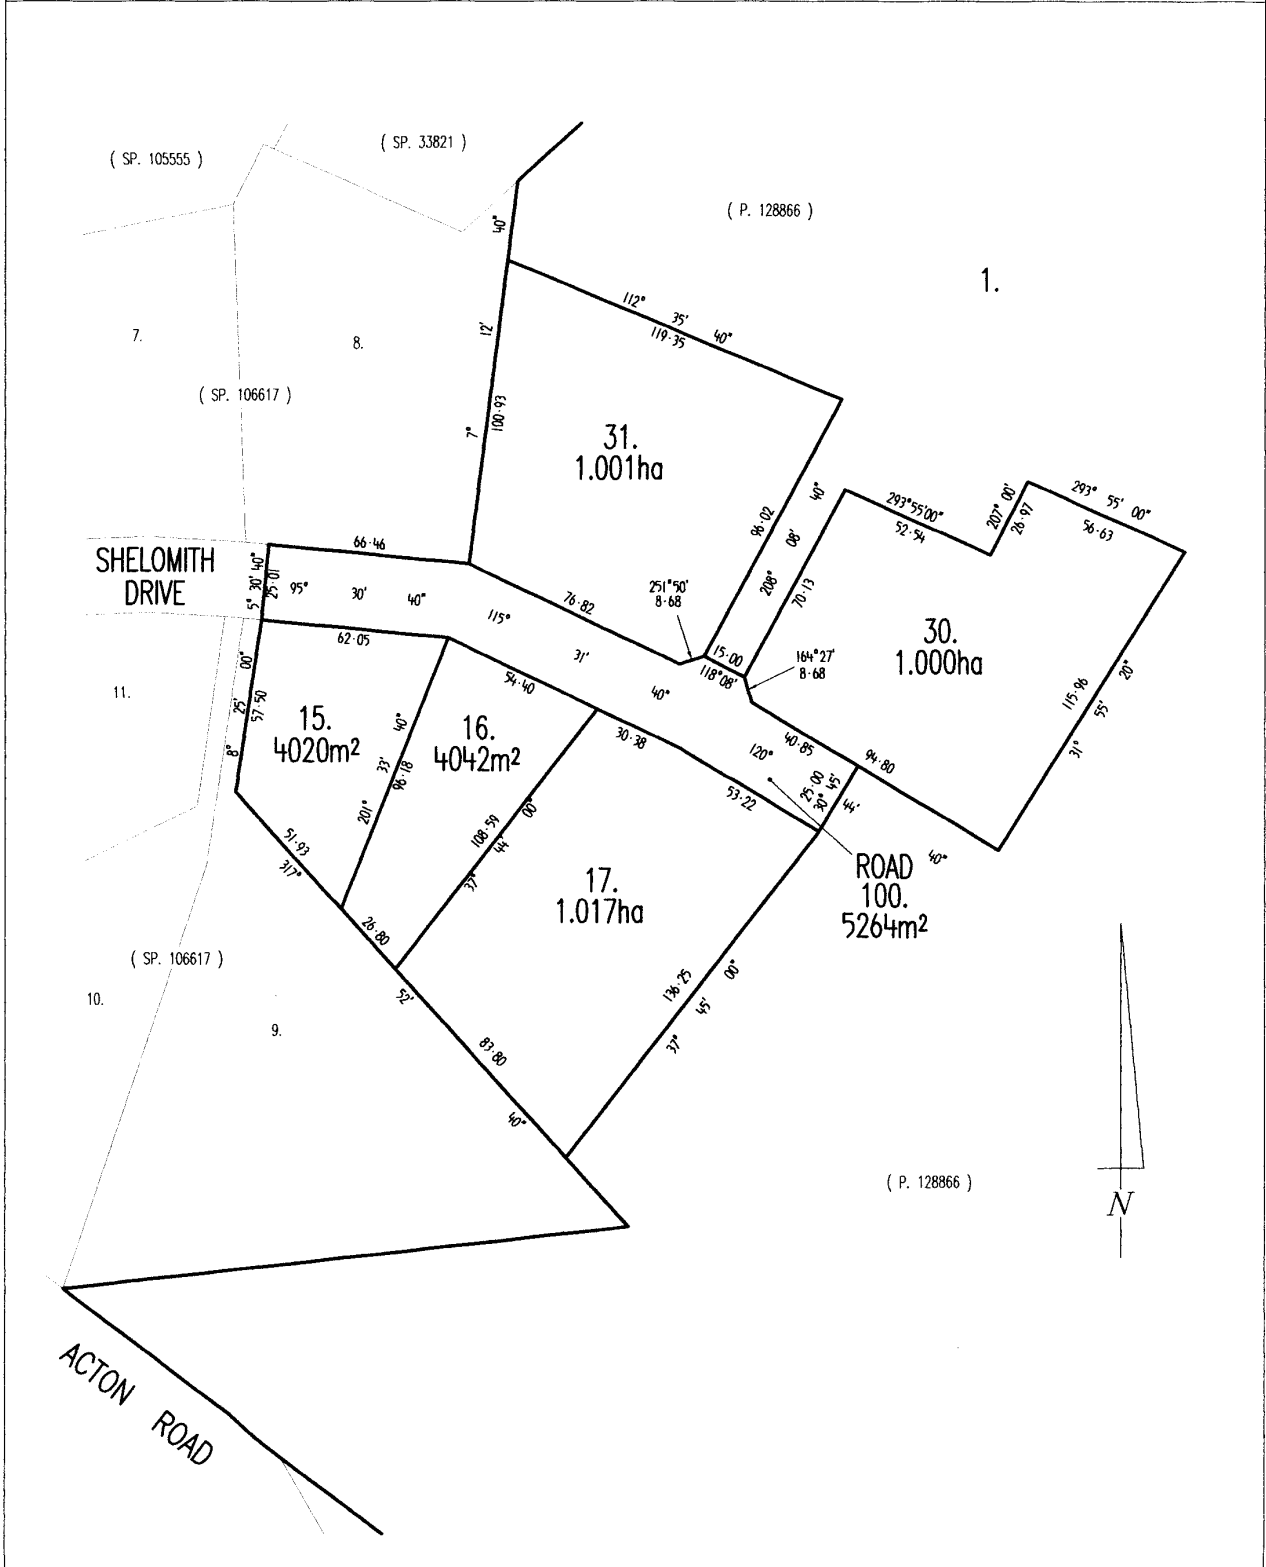 ( SP. 105555 )
( SP. 33821 )
( P. 128866 )
1.
40"
12'
7°
100·93
112° 35' 40"
119·35
7.
8.
( SP. 106617 )
31.
1.001ha
96·02
208° 08' 40"
293°55'00"
52·54
207° 00'
26·97
293° 55' 00"
56·63
SHELOMITH
DRIVE
5° 30' 40"
25·01
66·46
95° 30' 40"
62·05
115° 31' 40"
76·82
251°50'
8·68
15·00
118°08'
70·13
164°27'
8·68
30.
1.000ha
115·96
31° 55' 20"
11.
8° 25' 00"
57·50
15.
4020m²
201° 33' 40"
96·18
16.
4042m²
54·40
30·38
108·59
37° 44' 00"
120° 44' 40"
40·85
94·80
53·22
25·00
30° 45'
ROAD
100.
5264m²
51·93
317° 52' 40"
26·80
83·80
17.
1.017ha
136·25
37° 45' 00"
( SP. 106617 )
10.
9.
( P. 128866 )
N
ACTON ROAD